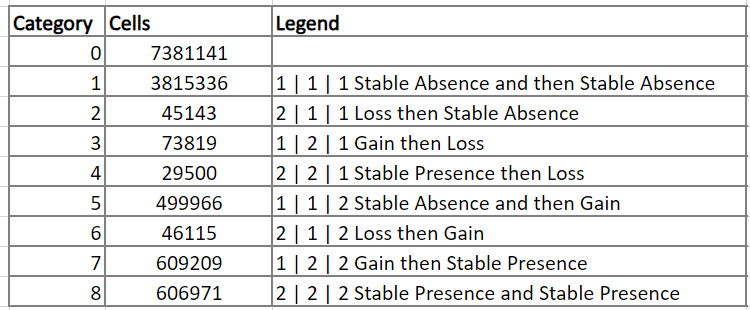 Category Cells Legend
0 7381141
1 3815336 1 | 1 | 1 Stable Absence and then Stable Absence
2 45143 2 | 1 | 1 Loss then Stable Absence
3 73819 1 | 2 | 1 Gain then Loss
4 29500 2 | 2 | 1 Stable Presence then Loss
5 499966 1 | 1 | 2 Stable Absence and then Gain
6 46115 2 | 1 | 2 Loss then Gain
7 609209 1 | 2 | 2 Gain then Stable Presence
8 606971 2 | 2 | 2 Stable Presence and Stable Presence